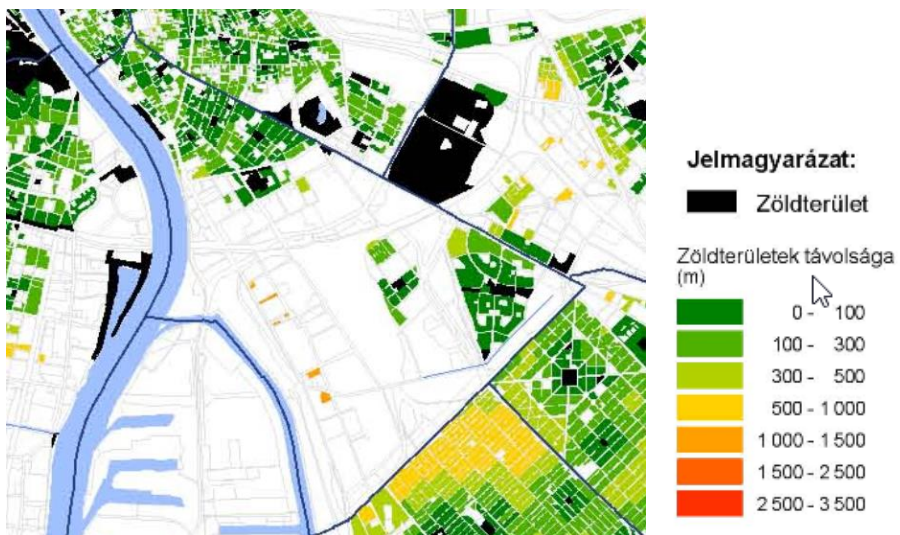 Jelmagyarázat:
Zöldterület
Zöldterületek távolsága
(m)
0 - 100
100 - 300
300 - 500
500 - 1 000
1 000 - 1 500
1 500 - 2 500
2 500 - 3 500